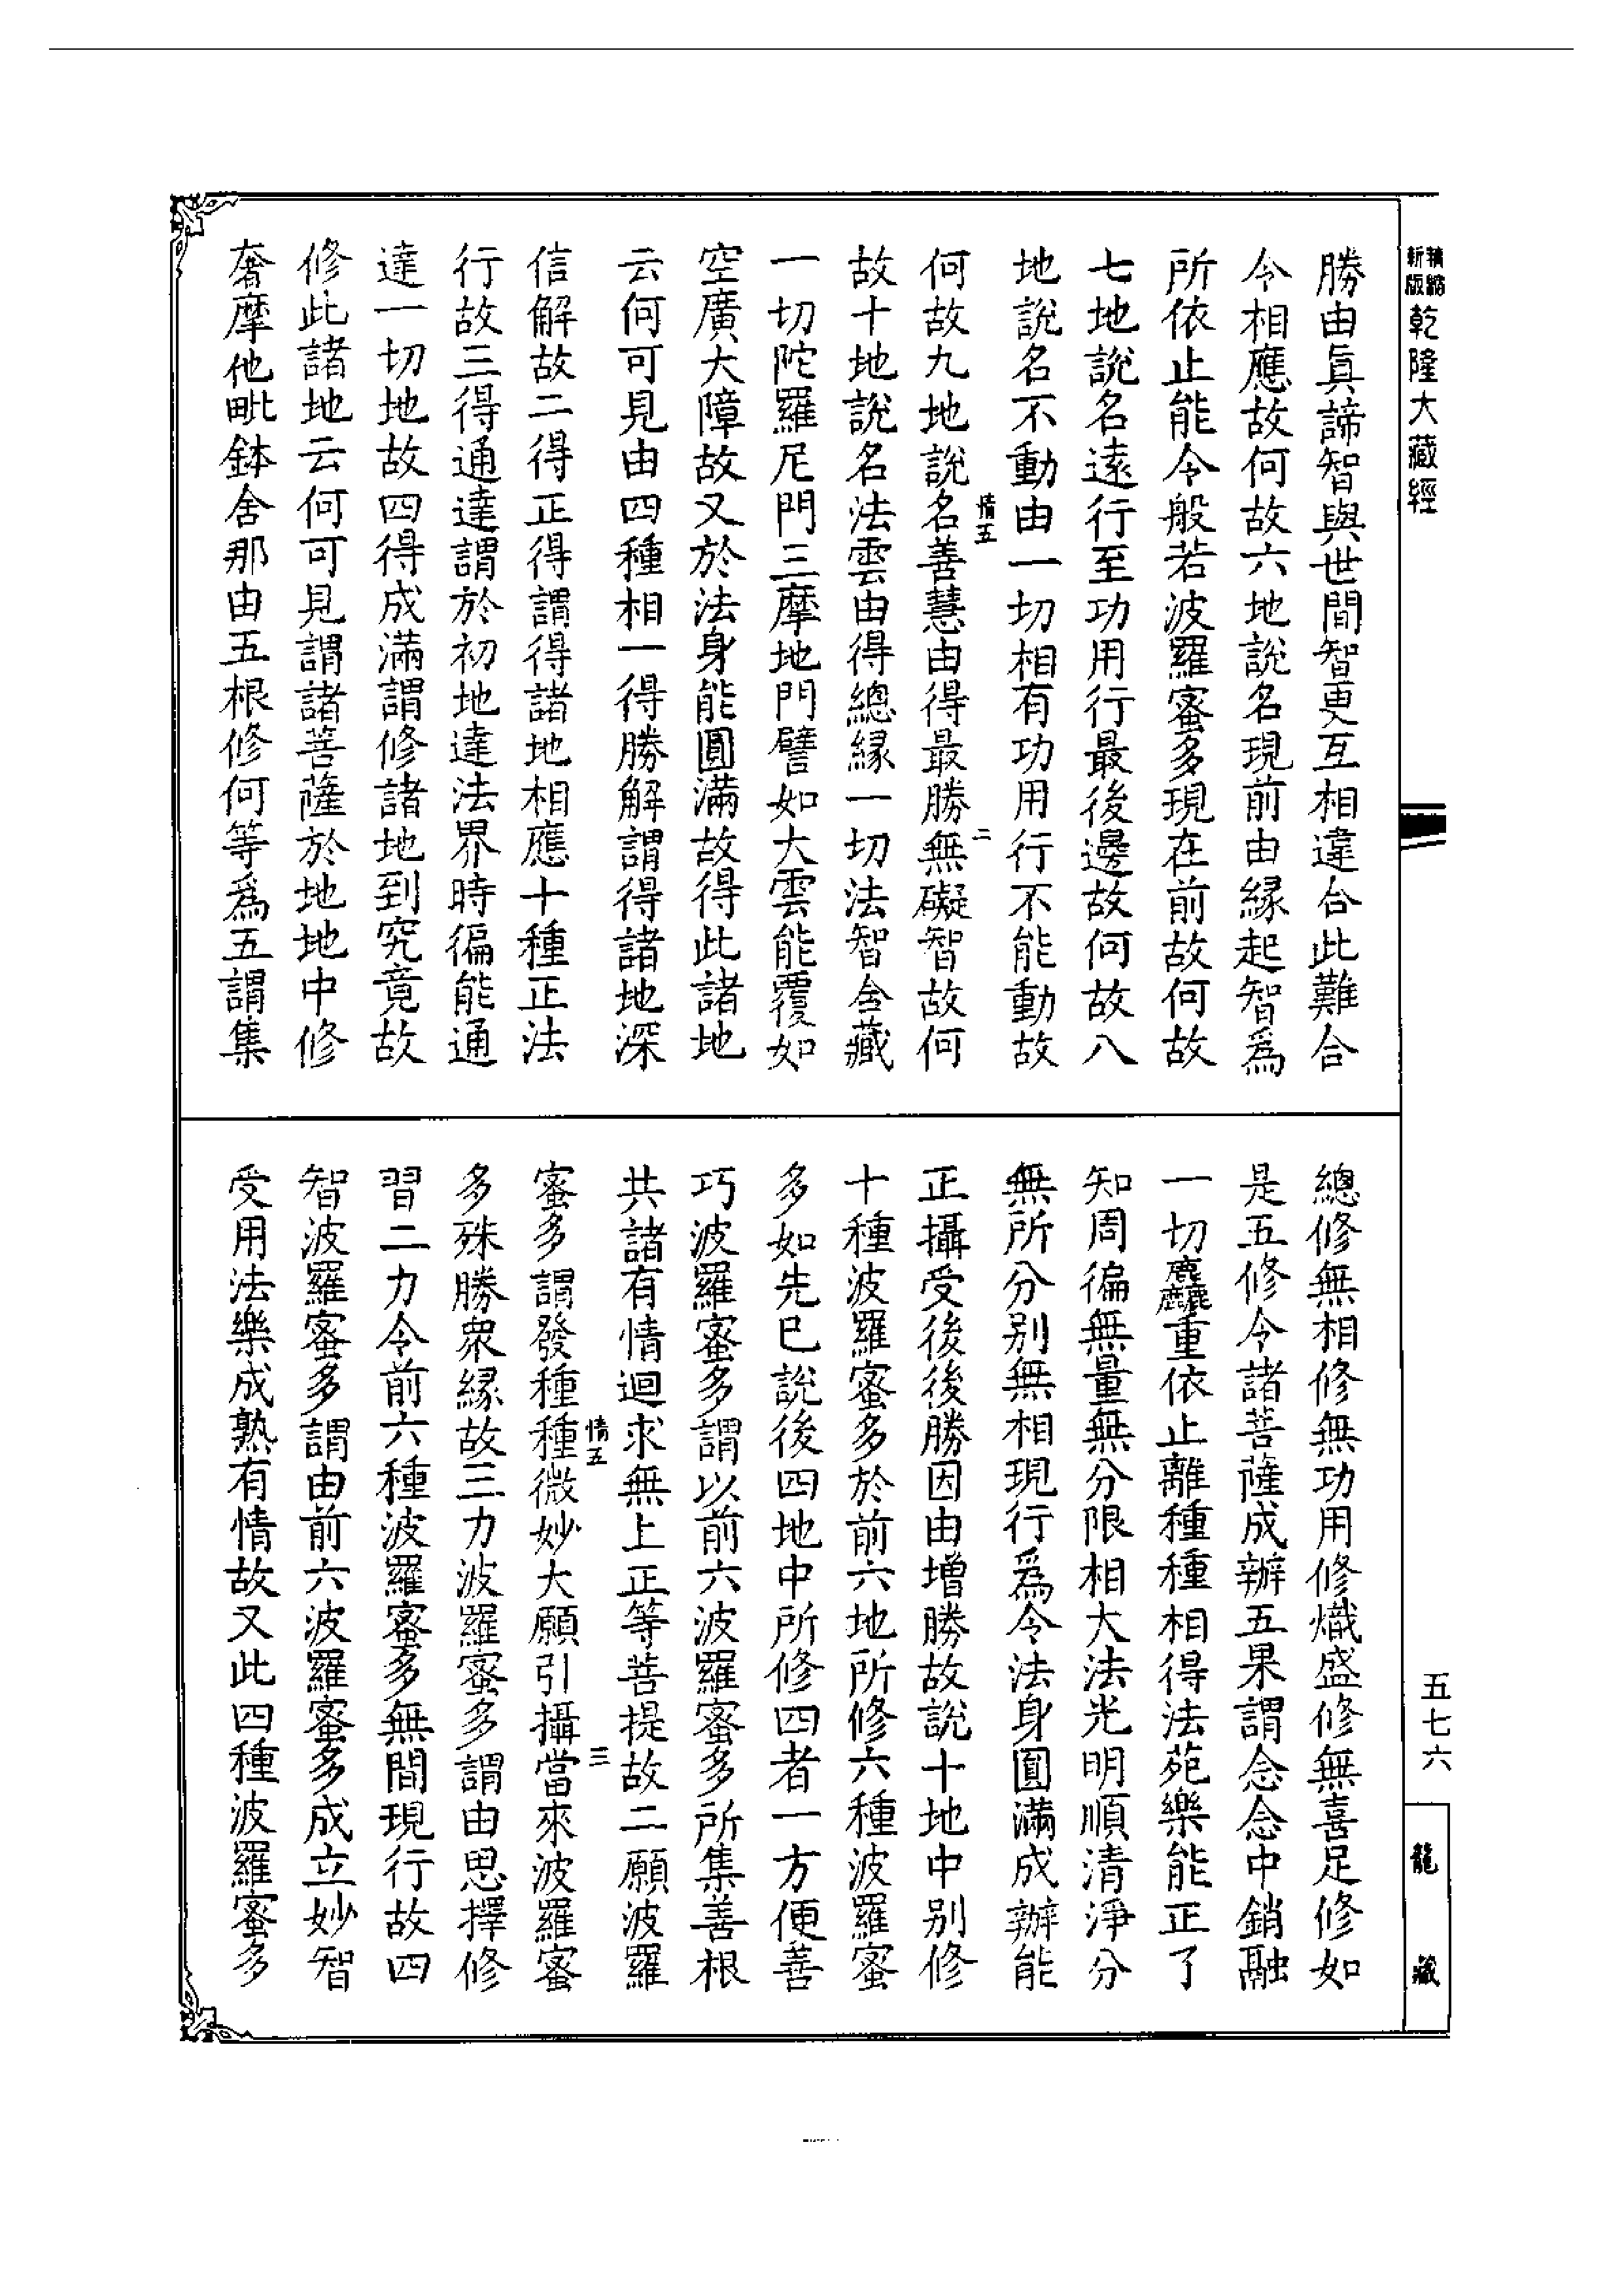 精縮新版乾隆大藏經
勝由眞諦智與世間智更互相違合此難合
令相應故何故六地說名現前由緣起智爲
所依止能令般若波羅蜜多現在前故何故
七地說名遠行至功用行最後邊故何故八
地說名不動由一切相有功用行不能動故
情五 二
何故九地說名善慧由得最勝無礙智故何
故十地說名法雲由得總緣一切法智含藏
一切陀羅尼門三摩地門譬如大雲能覆如
空廣大障故又於法身能圓滿故得此諸地
云何可見由四種相一得勝解謂得諸地深
信解故二得正得謂得諸地相應十種正法
行故三得通達謂於初地達法界時徧能通
達一切地故四得成滿謂修諸地到究竟故
修此諸地云何可見謂諸菩薩於地地中修
奢摩他毗鉢舍那由五根修何等爲五謂集
總修無相修無功用修熾盛修無喜足修如
是五修令諸菩薩成辦五果謂念念中銷融
一切麤重依止離種種相得法苑樂能正了
知周徧無量無分限相大法光明順清淨分
無所分別無相現行爲令法身圓滿成辦能
正攝受後後勝因由增勝故說十地中別修
十種波羅蜜多於前六地所修六種波羅蜜
多如先已說後四地中所修四者一方便善
巧波羅蜜多謂以前六波羅蜜多所集善根
共諸有情迴求無上正等菩提故二願波羅
情五 三
蜜多謂發種種微妙大願引攝當來波羅蜜
多殊勝衆緣故三力波羅蜜多謂由思擇修
習二力令前六種波羅蜜多無間現行故四
智波羅蜜多謂由前六波羅蜜多成立妙智
受用法樂成熟有情故又此四種波羅蜜多
五七六
龍藏